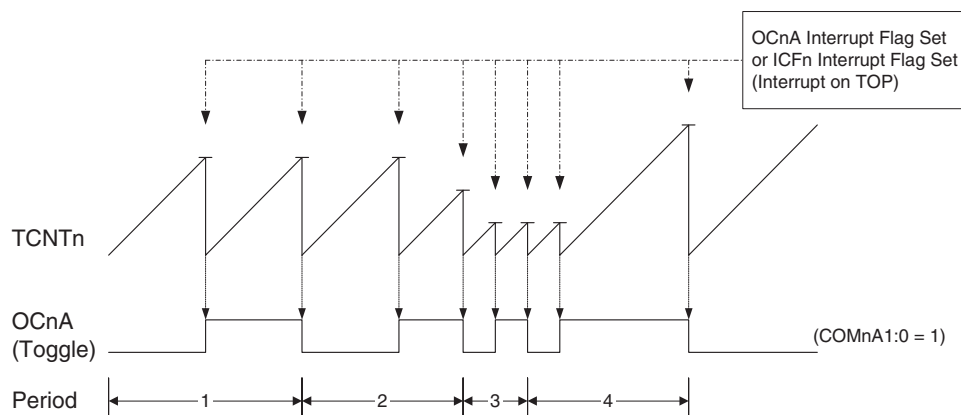 OCnA Interrupt Flag Set
or ICFn Interrupt Flag Set
(Interrupt on TOP)
TCNTn
OCnA
(Toggle)
(COMnA1:0 = 1)
Period
1
2
3
4